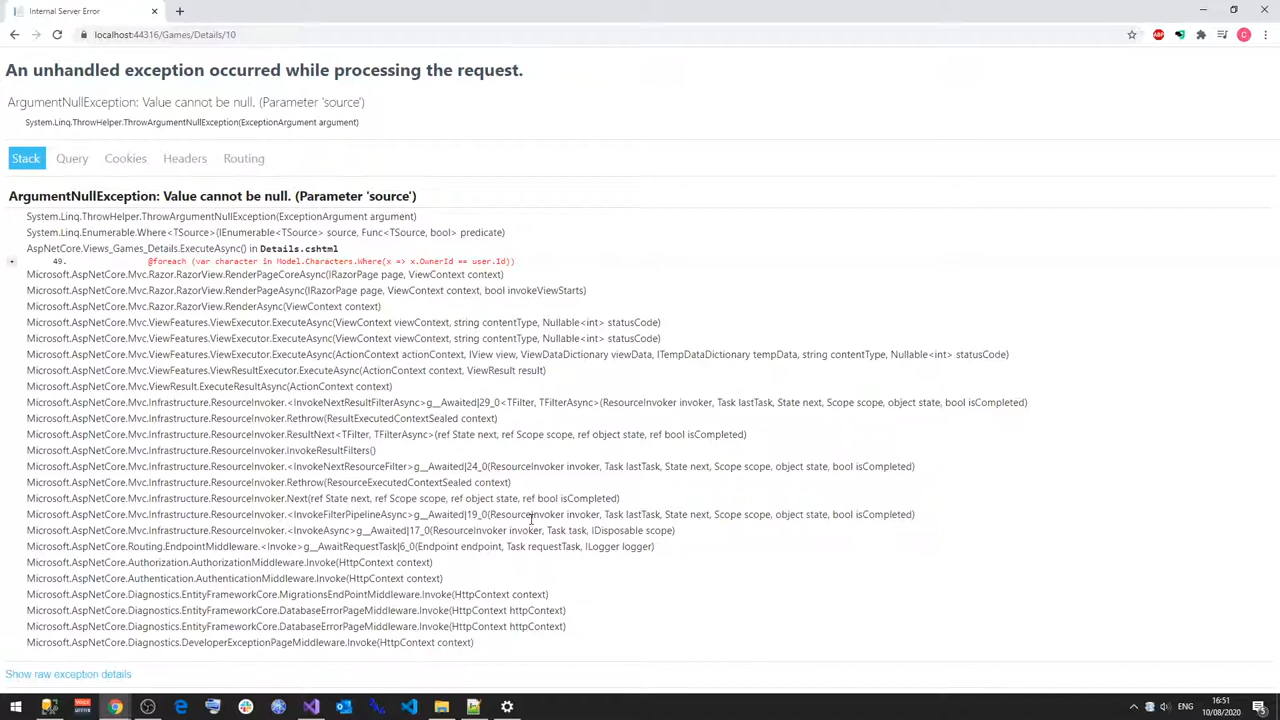 Internal Server Error
localhost:44316/Games/Details/10
ABP
C
An unhandled exception occurred while processing the request.
ArgumentNullException: Value cannot be null. (Parameter 'source')
System.Linq.ThrowHelper.ThrowArgumentNullException(ExceptionArgument argument)
Stack Query Cookies Headers Routing
ArgumentNullException: Value cannot be null. (Parameter 'source')
System.Linq.ThrowHelper.ThrowArgumentNullException(ExceptionArgument argument)
System.Linq.Enumerable.Where<TSource>(IEnumerable<TSource> source, Func<TSource, bool> predicate)
AspNetCore.Views_Games_Details.ExecuteAsync() in Details.cshtml
+ 49. @foreach (var character in Model.Characters.Where(x => x.OwnerId == user.Id))
Microsoft.AspNetCore.Mvc.Razor.RazorView.RenderPageCoreAsync(IRazorPage page, ViewContext context)
Microsoft.AspNetCore.Mvc.Razor.RazorView.RenderPageAsync(IRazorPage page, ViewContext context, bool invokeViewStarts)
Microsoft.AspNetCore.Mvc.Razor.RazorView.RenderAsync(ViewContext context)
Microsoft.AspNetCore.Mvc.ViewFeatures.ViewExecutor.ExecuteAsync(ViewContext viewContext, string contentType, Nullable<int> statusCode)
Microsoft.AspNetCore.Mvc.ViewFeatures.ViewExecutor.ExecuteAsync(ViewContext viewContext, string contentType, Nullable<int> statusCode)
Microsoft.AspNetCore.Mvc.ViewFeatures.ViewExecutor.ExecuteAsync(ActionContext actionContext, IView view, ViewDataDictionary viewData, ITempDataDictionary tempData, string contentType, Nullable<int> statusCode)
Microsoft.AspNetCore.Mvc.ViewFeatures.ViewResultExecutor.ExecuteAsync(ActionContext context, ViewResult result)
Microsoft.AspNetCore.Mvc.ViewResult.ExecuteResultAsync(ActionContext context)
Microsoft.AspNetCore.Mvc.Infrastructure.ResourceInvoker.<InvokeNextResultFilterAsync>g__Awaited|29_0<TFilter, TFilterAsync>(ResourceInvoker invoker, Task lastTask, State next, Scope scope, object state, bool isCompleted)
Microsoft.AspNetCore.Mvc.Infrastructure.ResourceInvoker.Rethrow(ResultExecutedContextSealed context)
Microsoft.AspNetCore.Mvc.Infrastructure.ResourceInvoker.ResultNext<TFilter, TFilterAsync>(ref State next, ref Scope scope, ref object state, ref bool isCompleted)
Microsoft.AspNetCore.Mvc.Infrastructure.ResourceInvoker.InvokeResultFilters()
Microsoft.AspNetCore.Mvc.Infrastructure.ResourceInvoker.<InvokeNextResourceFilter>g__Awaited|24_0(ResourceInvoker invoker, Task lastTask, State next, Scope scope, object state, bool isCompleted)
Microsoft.AspNetCore.Mvc.Infrastructure.ResourceInvoker.Rethrow(ResourceExecutedContextSealed context)
Microsoft.AspNetCore.Mvc.Infrastructure.ResourceInvoker.Next(ref State next, ref Scope scope, ref object state, ref bool isCompleted)
Microsoft.AspNetCore.Mvc.Infrastructure.ResourceInvoker.<InvokeFilterPipelineAsync>g__Awaited|19_0(ResourceInvoker invoker, Task lastTask, State next, Scope scope, object state, bool isCompleted)
Microsoft.AspNetCore.Mvc.Infrastructure.ResourceInvoker.<InvokeAsync>g__Awaited|17_0(ResourceInvoker invoker, Task task, IDisposable scope)
Microsoft.AspNetCore.Routing.EndpointMiddleware.<Invoke>g__AwaitRequestTask|6_0(Endpoint endpoint, Task requestTask, ILogger logger)
Microsoft.AspNetCore.Authorization.AuthorizationMiddleware.Invoke(HttpContext context)
Microsoft.AspNetCore.Authentication.AuthenticationMiddleware.Invoke(HttpContext context)
Microsoft.AspNetCore.Diagnostics.EntityFrameworkCore.MigrationsEndPointMiddleware.Invoke(HttpContext context)
Microsoft.AspNetCore.Diagnostics.EntityFrameworkCore.DatabaseErrorPageMiddleware.Invoke(HttpContext httpContext)
Microsoft.AspNetCore.Diagnostics.EntityFrameworkCore.DatabaseErrorPageMiddleware.Invoke(HttpContext httpContext)
Microsoft.AspNetCore.Diagnostics.DeveloperExceptionPageMiddleware.Invoke(HttpContext context)
Show raw exception details
ENG
16:51
10/08/2020